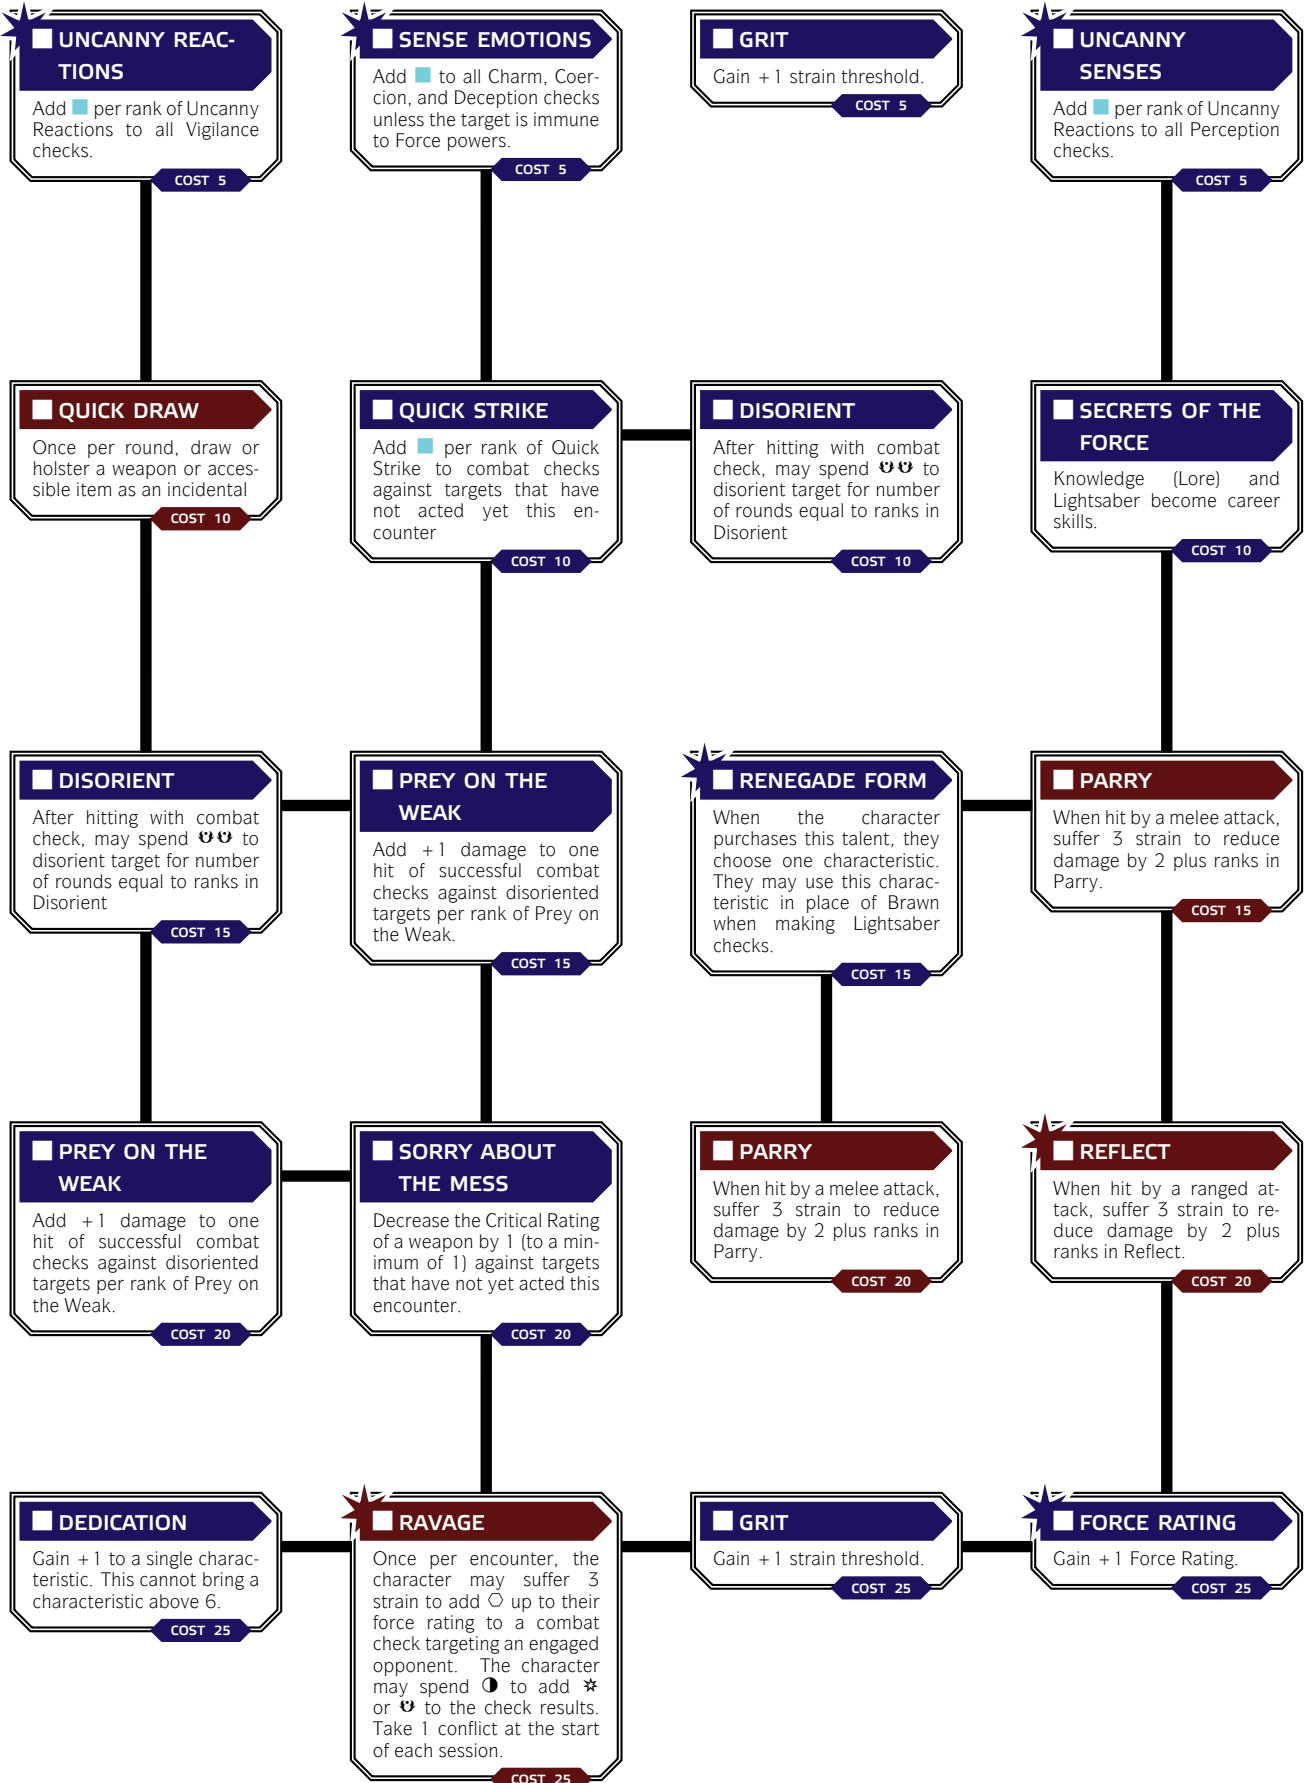 UNCANNY REAC-
TIONS
Add per rank of Uncanny
Reactions to all Vigilance
checks.
COST 5
SENSE EMOTIONS
Add to all Charm, Coer-
cion, and Deception checks
unless the target is immune
to Force powers.
COST 5
GRIT
Gain +1 strain threshold.
COST 5
UNCANNY
SENSES
Add per rank of Uncanny
Reactions to all Perception
checks.
COST 5
QUICK DRAW
Once per round, draw or
holster a weapon or acces-
sible item as an incidental
COST 10
QUICK STRIKE
Add per rank of Quick
Strike to combat checks
against targets that have
not acted yet this en-
counter
COST 10
DISORIENT
After hitting with combat
check, may spend to
disorient target for number
of rounds equal to ranks in
Disorient
COST 10
SECRETS OF THE
FORCE
Knowledge (Lore) and
Lightsaber become career
skills.
COST 10
DISORIENT
After hitting with combat
check, may spend to
disorient target for number
of rounds equal to ranks in
Disorient
COST 15
PREY ON THE
WEAK
Add +1 damage to one
hit of successful combat
checks against disoriented
targets per rank of Prey on
the Weak.
COST 15
RENEGADE FORM
When the character
purchases this talent, they
choose one characteristic.
They may use this charac-
teristic in place of Brawn
when making Lightsaber
checks.
COST 15
PARRY
When hit by a melee attack,
suffer 3 strain to reduce
damage by 2 plus ranks in
Parry.
COST 15
PREY ON THE
WEAK
Add +1 damage to one
hit of successful combat
checks against disoriented
targets per rank of Prey on
the Weak.
COST 20
SORRY ABOUT
THE MESS
Decrease the Critical Rating
of a weapon by 1 (to a min-
imum of 1) against targets
that have not yet acted this
encounter.
COST 20
PARRY
When hit by a melee attack,
suffer 3 strain to reduce
damage by 2 plus ranks in
Parry.
COST 20
REFLECT
When hit by a ranged at-
tack, suffer 3 strain to re-
duce damage by 2 plus
ranks in Reflect.
COST 20
DEDICATION
Gain +1 to a single charac-
teristic. This cannot bring a
characteristic above 6.
COST 25
RAVAGE
Once per encounter, the
character may suffer 3
strain to add up to their
force rating to a combat
check targeting an engaged
opponent. The character
may spend to add
or to the check results.
Take 1 conflict at the start
of each session.
COST 25
GRIT
Gain +1 strain threshold.
COST 25
FORCE RATING
Gain +1 Force Rating.
COST 25